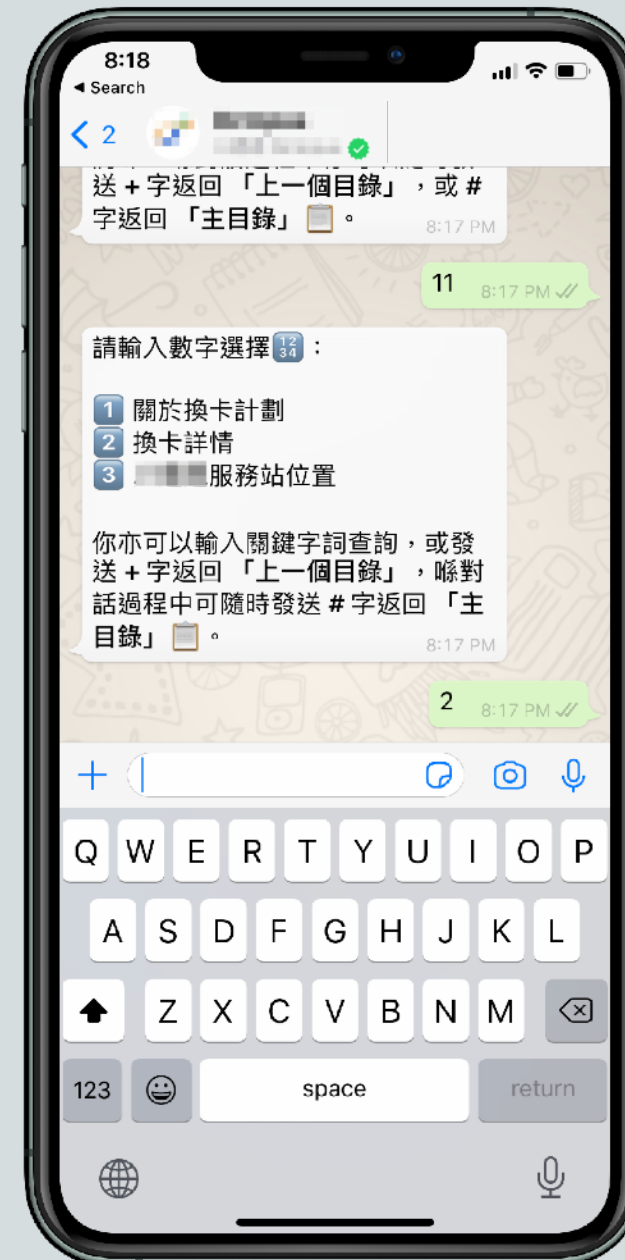 8:18
◀ Search
2
送 + 字返回 「上一個目錄」，或 #
字返回 「主目錄」📋。
8:17 PM
11
8:17 PM
請輸入數字選擇🔢：
1 關於換卡計劃
2 換卡詳情
3 服務站位置
你亦可以輸入關鍵字詞查詢，或發
送 + 字返回 「上一個目錄」，喺對
話過程中可隨時發送 # 字返回 「主
目錄」📋。
8:17 PM
2
8:17 PM
Q W E R T Y U I O P
A S D F G H J K L
Z X C V B N M
123 space return